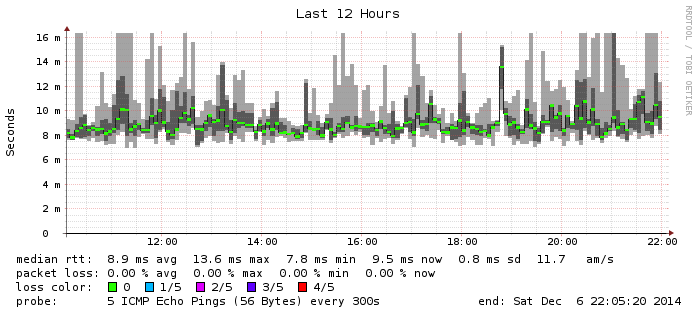 Last 12 Hours
RRDTOOL / TOBI OETIKER
Seconds
16 m
14 m
12 m
10 m
8 m
6 m
4 m
2 m
0
12:00 14:00 16:00 18:00 20:00 22:00
median rtt: 8.9 ms avg 13.6 ms max 7.8 ms min 9.5 ms now 0.8 ms sd 11.7 am/s
packet loss: 0.00 % avg 0.00 % max 0.00 % min 0.00 % now
loss color: 0 1/5 2/5 3/5 4/5
probe: 5 ICMP Echo Pings (56 Bytes) every 300s end: Sat Dec 6 22:05:20 2014